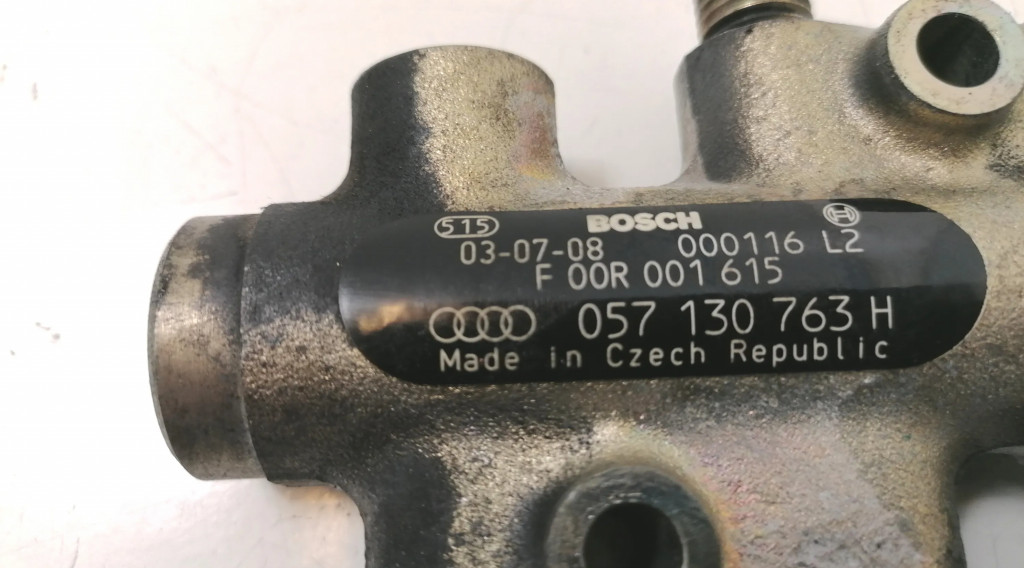 515 BOSCH
03-07-08 000116 L2
F 00R 001 615
057 130 763 H
Made in Czech Republic